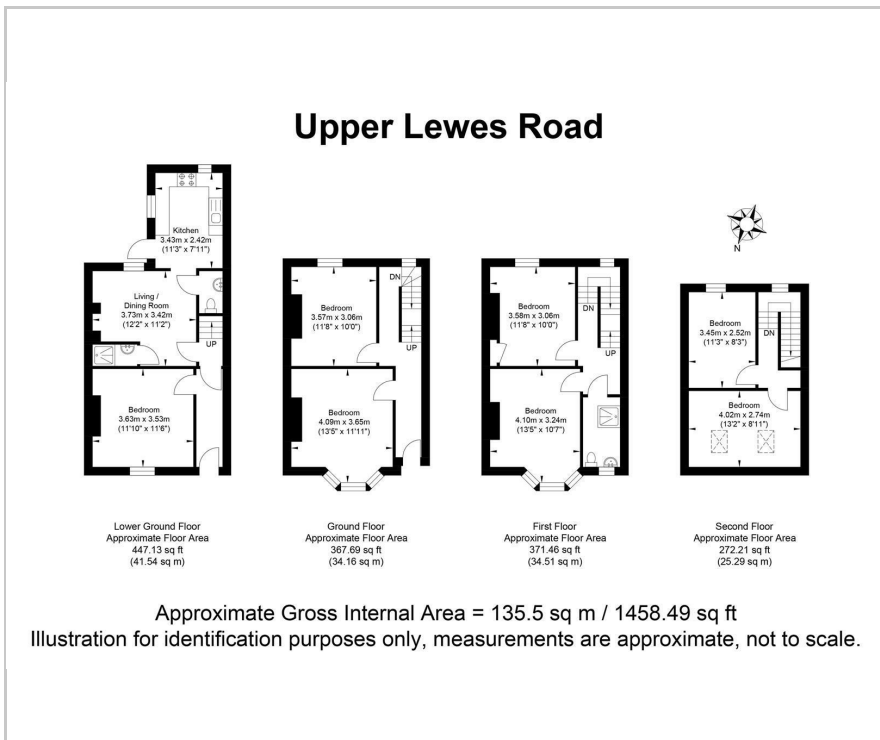 Upper Lewes Road
Kitchen
3.43m x 2.42m
(11'3" x 7'11")
Living /
Dining Room
3.73m x 3.42m
(12'2" x 11'2")
UP
Bedroom
3.63m x 3.53m
(11'10" x 11'6")
Lower Ground Floor
Approximate Floor Area
447.13 sq ft
(41.54 sq m)
DN
Bedroom
3.57m x 3.06m
(11'8" x 10'0")
UP
Bedroom
4.09m x 3.65m
(13'5" x 11'11")
Ground Floor
Approximate Floor Area
367.69 sq ft
(34.16 sq m)
Bedroom
3.58m x 3.06m
(11'8" x 10'0")
DN
UP
Bedroom
4.10m x 3.24m
(13'5" x 10'7")
First Floor
Approximate Floor Area
371.46 sq ft
(34.51 sq m)
N
Bedroom
3.45m x 2.52m
(11'3" x 8'3")
DN
Bedroom
4.02m x 2.74m
(13'2" x 8'11")
Second Floor
Approximate Floor Area
272.21 sq ft
(25.29 sq m)
Approximate Gross Internal Area = 135.5 sq m / 1458.49 sq ft
Illustration for identification purposes only, measurements are approximate, not to scale.